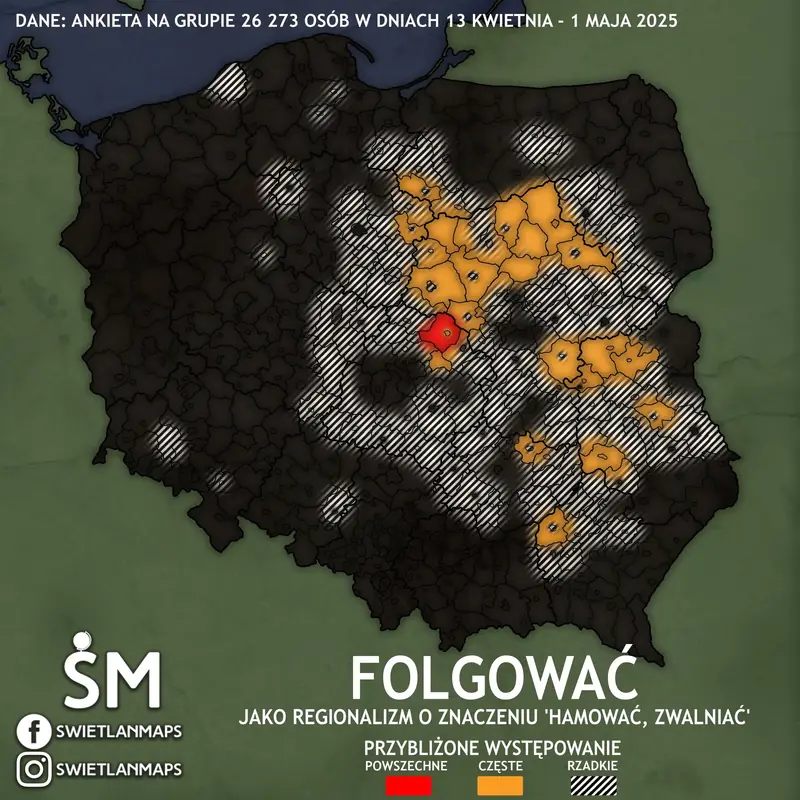 DANE: ANKIETA NA GRUPIE 26 273 OSÓB W DNIACH 13 KWIETNIA - 1 MAJA 2025
ŚM
SWIETLANMAPS
SWIETLANMAPS
FOLGOWAĆ
JAKO REGIONALIZM O ZNACZENIU 'HAMOWAĆ, ZWALNIAĆ'
PRZYBLIŻONE WYSTĘPOWANIE
POWSZECHNE CZĘSTE RZADKIE